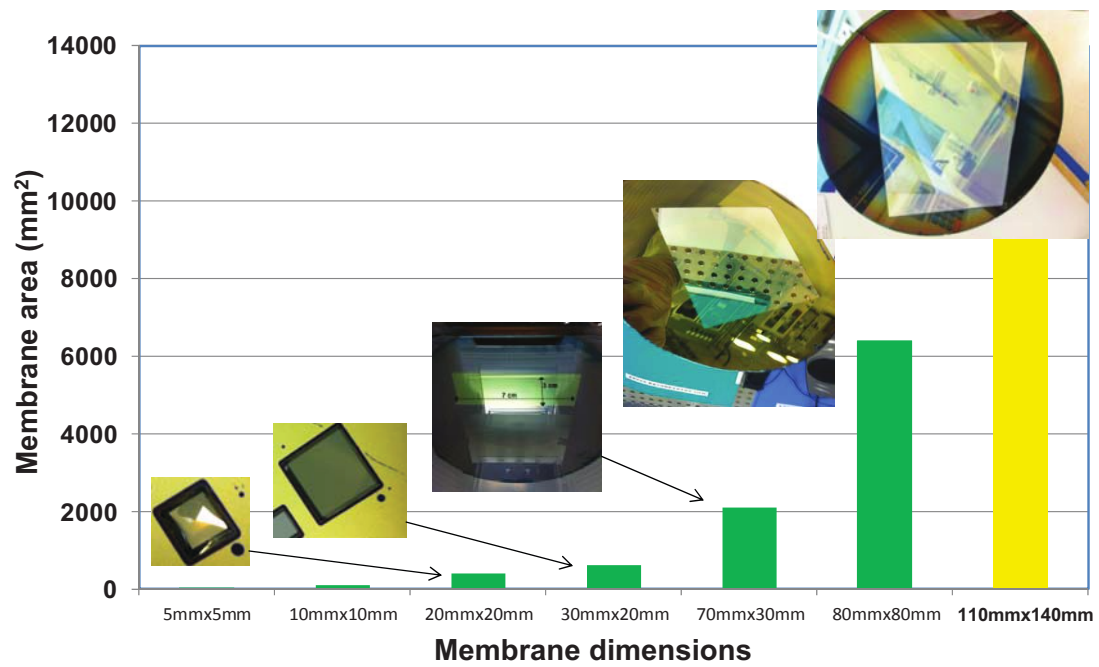 14000
12000
10000
8000
6000
4000
2000
0
Membrane area (mm²)
3 cm
7 cm
5mmx5mm 10mmx10mm 20mmx20mm 30mmx20mm 70mmx30mm 80mmx80mm 110mmx140mm
Membrane dimensions